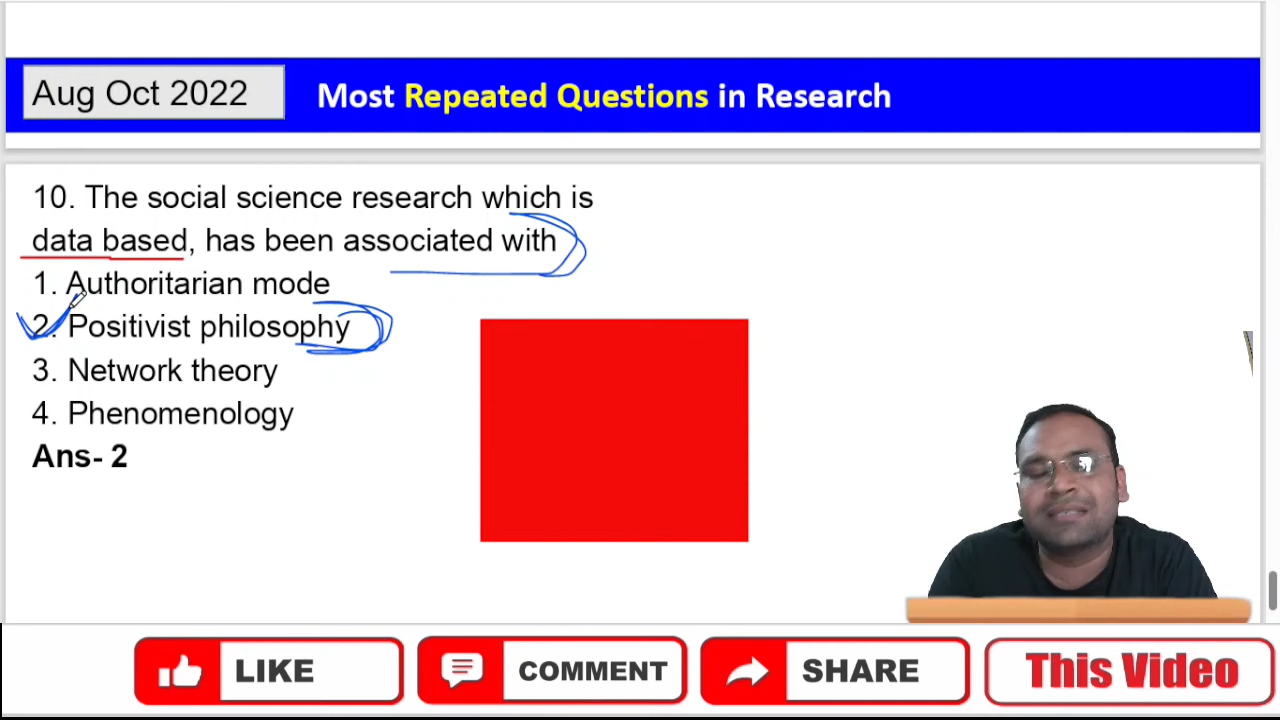 Aug Oct 2022
Most Repeated Questions in Research
10. The social science research which is
data based, has been associated with
1. Authoritarian mode
2. Positivist philosophy
3. Network theory
4. Phenomenology
Ans- 2
LIKE
COMMENT
SHARE
This Video